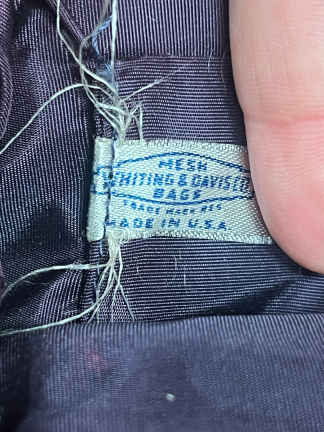 MESH
WHITING & DAVIS CO
BAGS
TRADE MARK REG
MADE IN U.S.A.